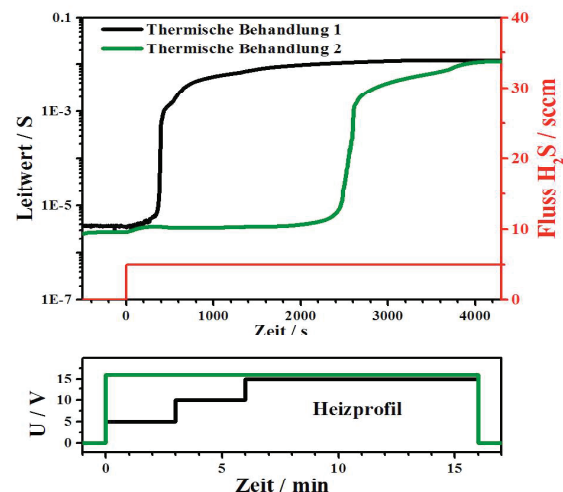 Thermische Behandlung 1
Thermische Behandlung 2
0.1
1E-3
1E-5
1E-7
Leitwert / S
40
30
20
10
0
Fluss H₂S / sccm
0 1000 2000 3000 4000
Zeit / s
15
10
5
0
U / V
Heizprofil
0 5 10 15
Zeit / min